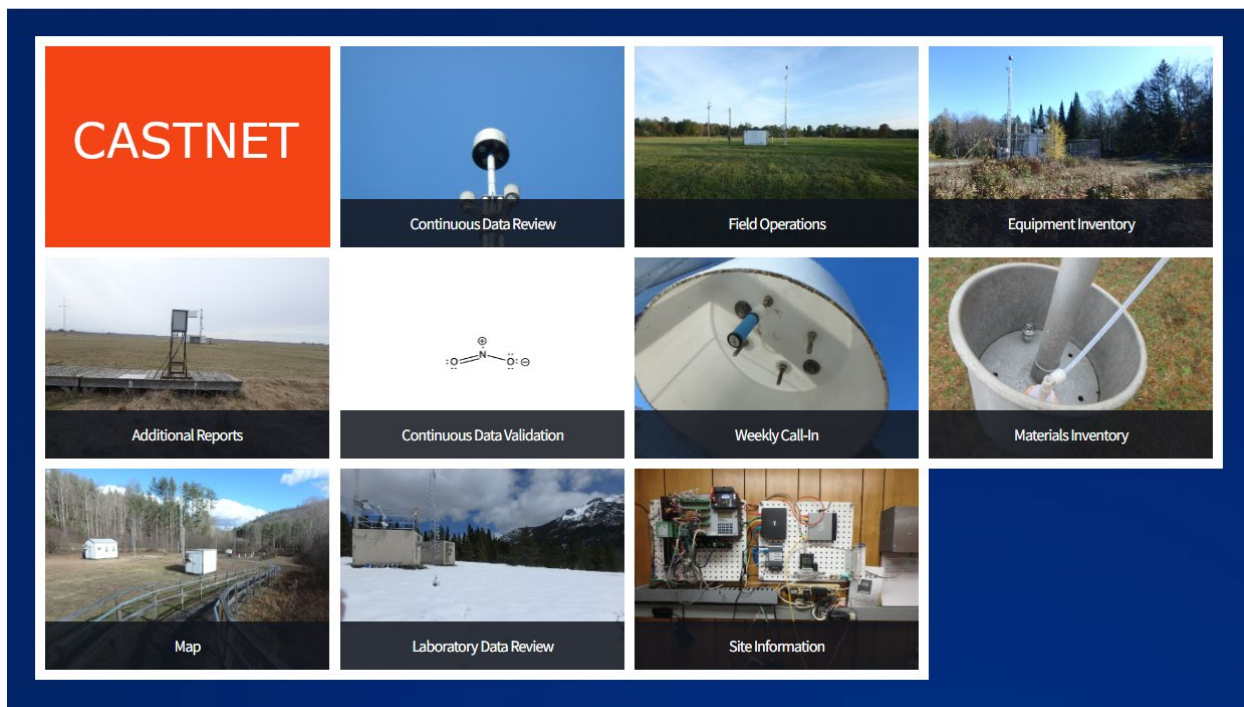 CASTNET
Continuous Data Review
Field Operations
Equipment Inventory
Additional Reports
:O=N-O:
Continuous Data Validation
Weekly Call-In
Materials Inventory
Map
Laboratory Data Review
Site Information